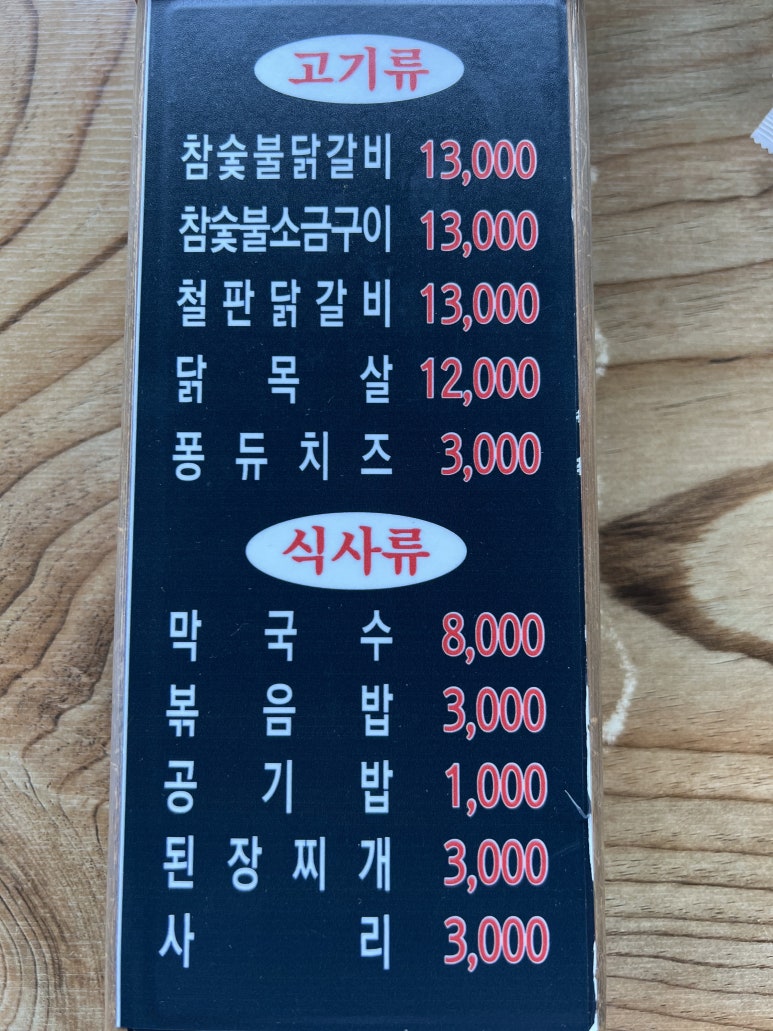 고기류
참숯불닭갈비 13,000
참숯불소금구이 13,000
철판닭갈비 13,000
닭목살 12,000
퐁듀치즈 3,000
식사류
막국수 8,000
볶음밥 3,000
공기밥 1,000
된장찌개 3,000
사리 3,000